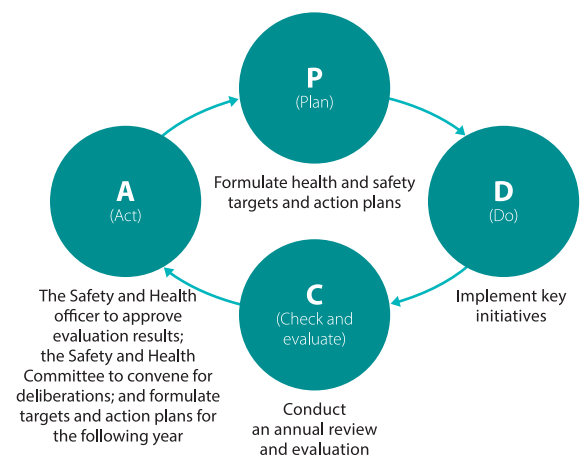 P
(Plan)
Formulate health and safety
targets and action plans
D
(Do)
Implement key
initiatives
C
(Check and
evaluate)
Conduct
an annual review
and evaluation
A
(Act)
The Safety and Health
officer to approve
evaluation results;
the Safety and Health
Committee to convene for
deliberations; and formulate
targets and action plans for
the following year